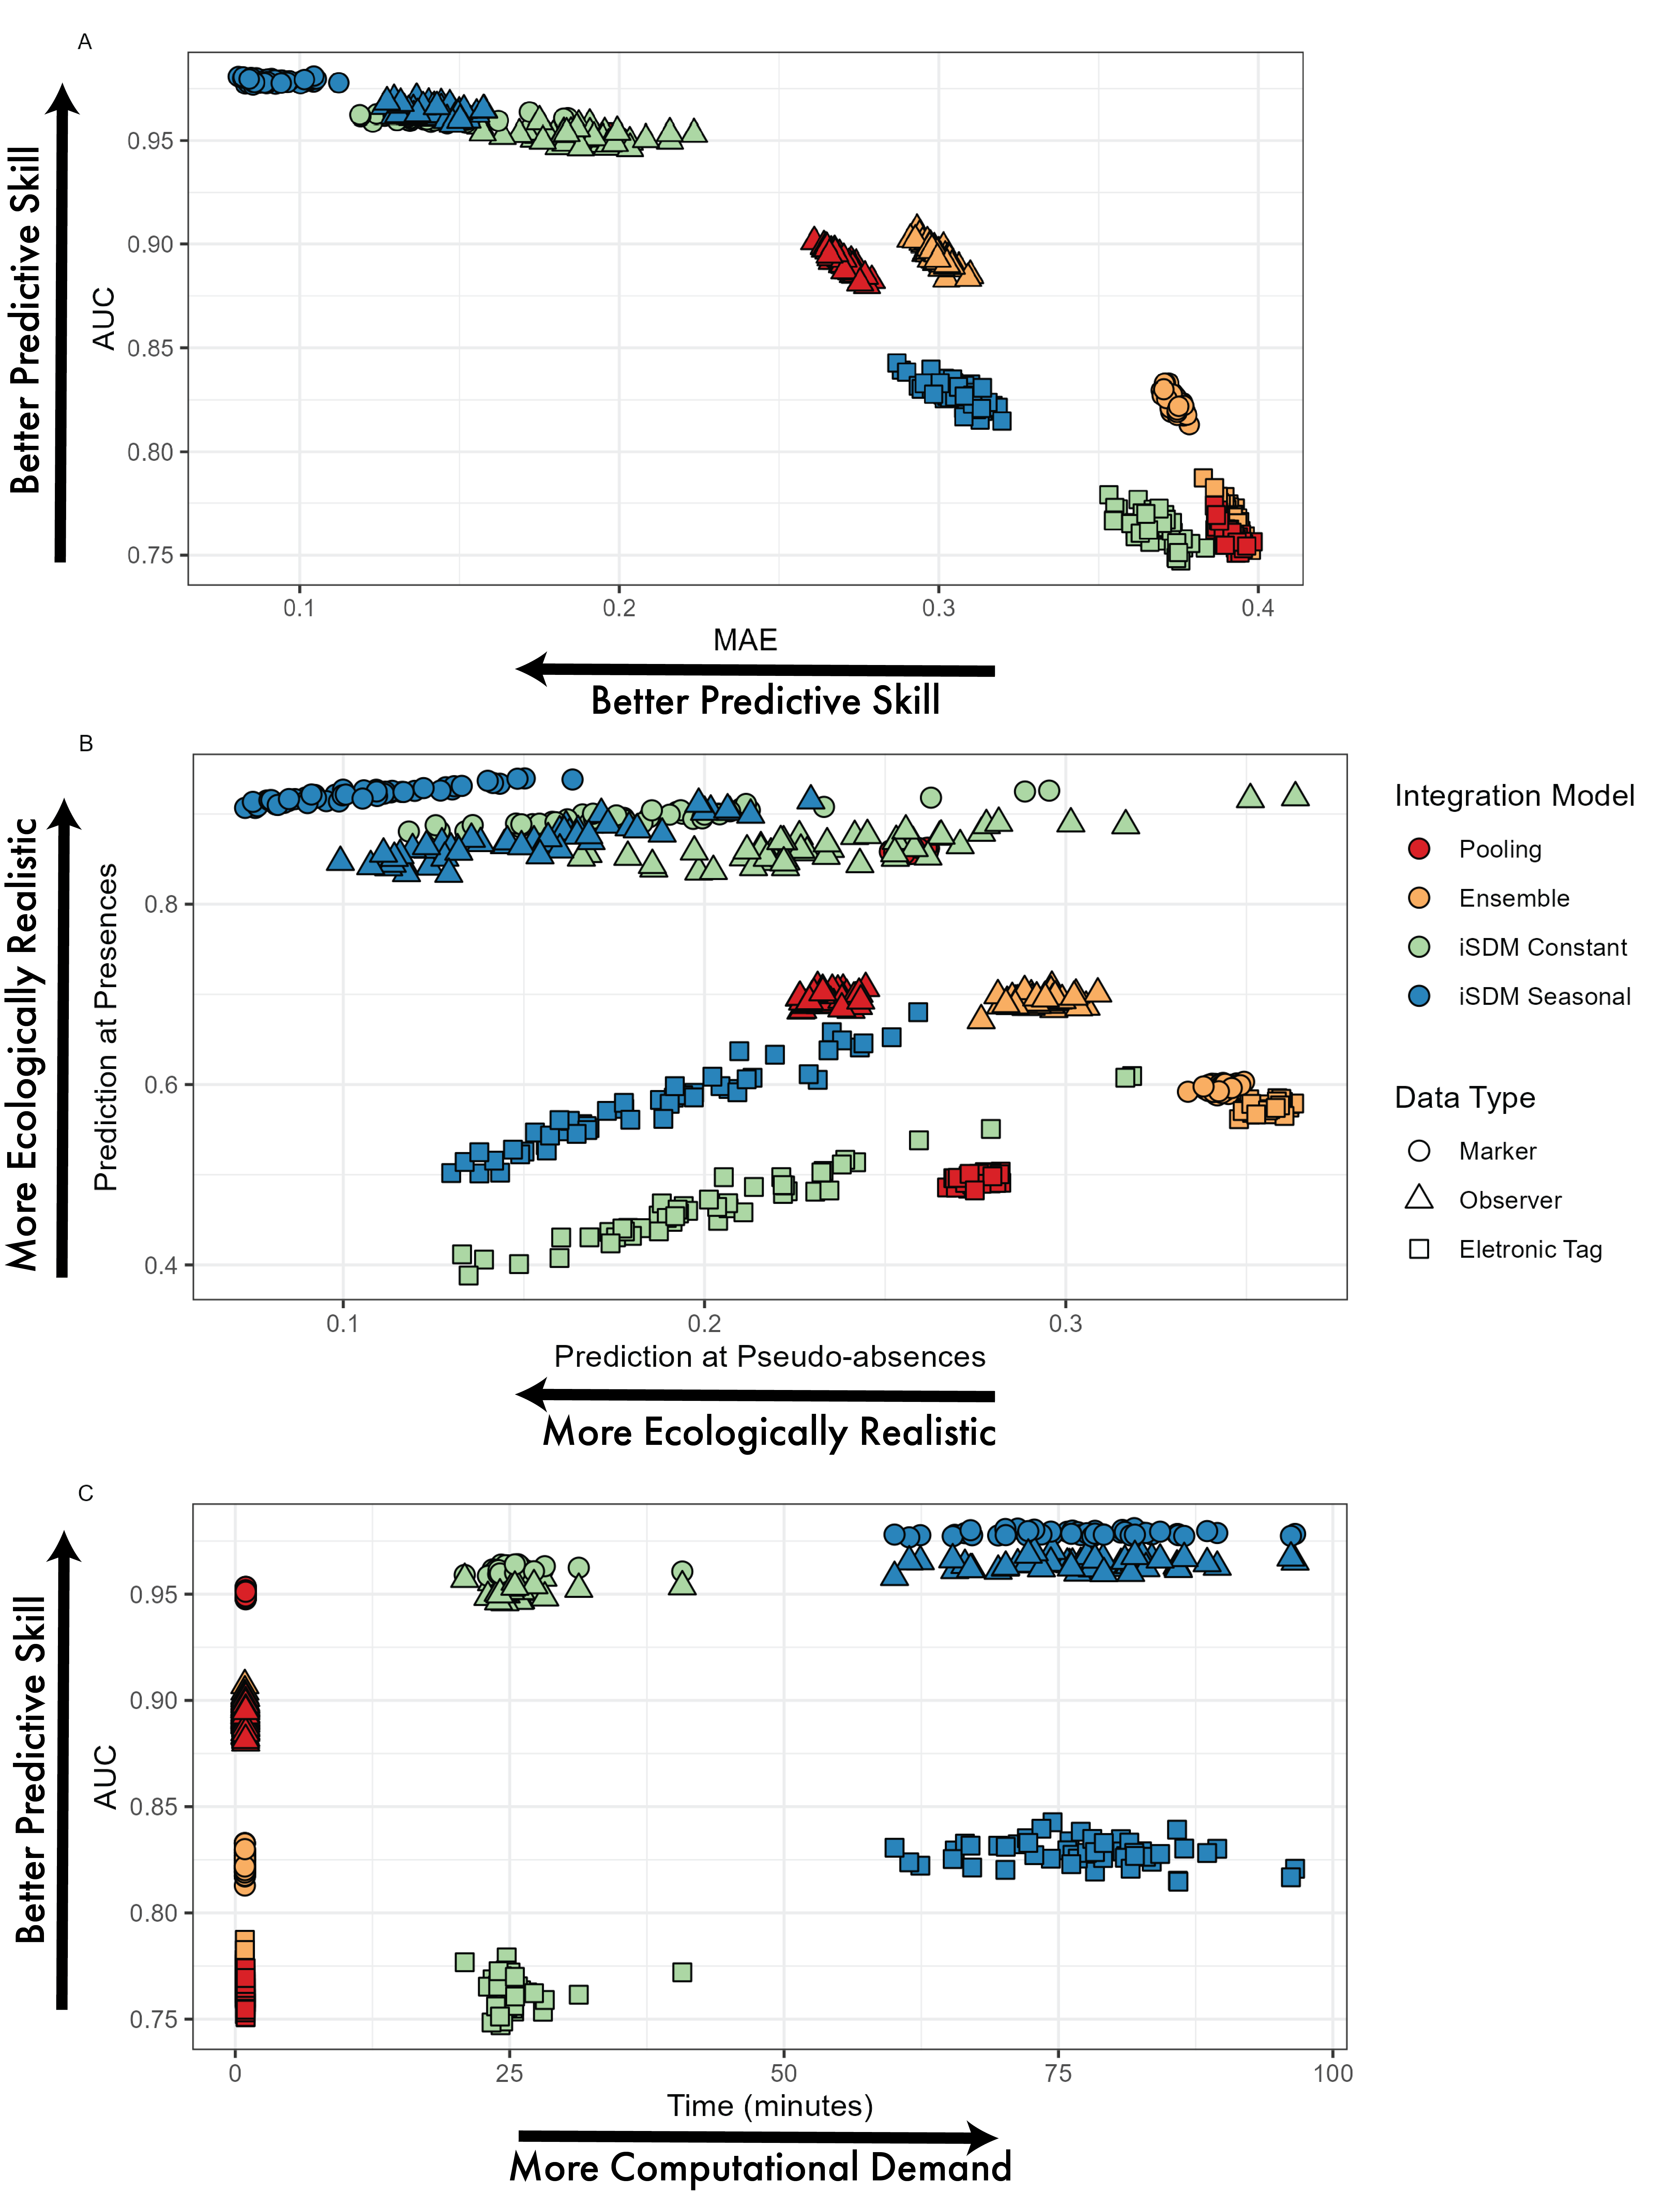 A
Better Predictive Skill
AUC
0.95
0.90
0.85
0.80
0.75
0.1
0.2
0.3
0.4
MAE
Better Predictive Skill
B
More Ecologically Realistic
Prediction at Presences
0.8
0.6
0.4
0.1
0.2
0.3
Prediction at Pseudo-absences
More Ecologically Realistic
Integration Model
Pooling
Ensemble
iSDM Constant
iSDM Seasonal
Data Type
Marker
Observer
Eletronic Tag
C
Better Predictive Skill
AUC
0.95
0.90
0.85
0.80
0.75
0
25
50
75
100
Time (minutes)
More Computational Demand